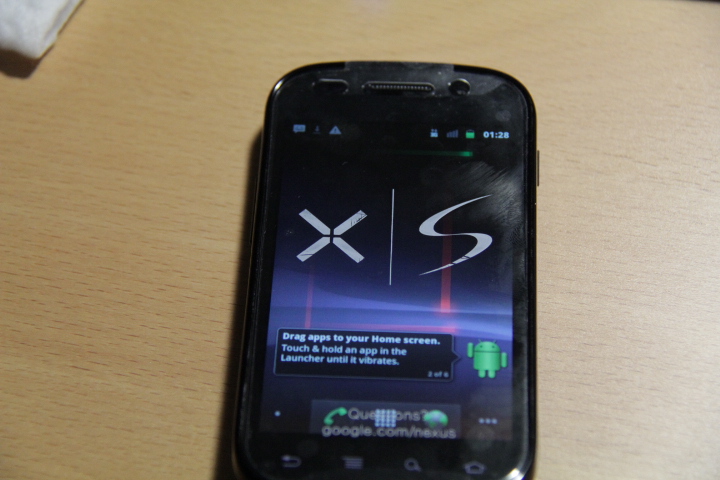 01:28
X | S
Drag apps to your Home screen.
Touch & hold an app in the
Launcher until it vibrates.
2 of 6
Questions?
google.com/nexus